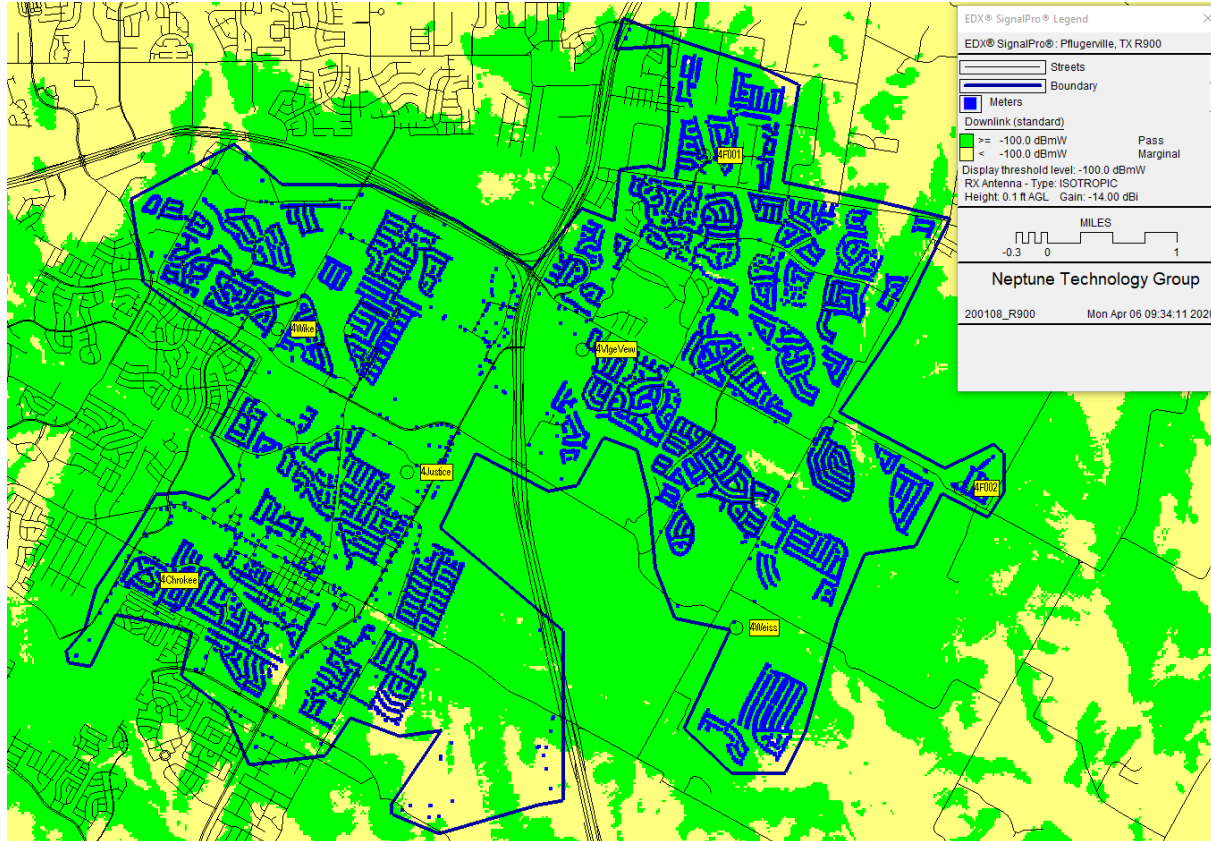 EDX® SignalPro® Legend
EDX® SignalPro®: Pflugerville, TX R900
Streets
Boundary
Meters
Downlink (standard)
>= -100.0 dBmW Pass
< -100.0 dBmW Marginal
Display threshold level: -100.0 dBmW
RX Antenna - Type: ISOTROPIC
Height: 0.1 ft AGL Gain: -14.00 dBi
MILES
-0.3 0 1
Neptune Technology Group
200108_R900 Mon Apr 06 09:34:11 2020
4F001
4Wike
4VlgeVew
4Justice
4F002
4Chrokee
4Weiss